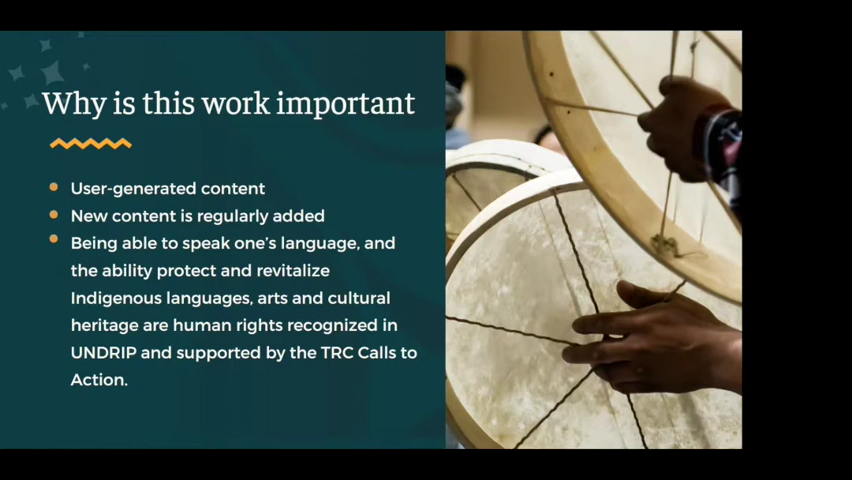 Why is this work important
User-generated content
New content is regularly added
Being able to speak one's language, and
the ability protect and revitalize
Indigenous languages, arts and cultural
heritage are human rights recognized in
UNDRIP and supported by the TRC Calls to
Action.